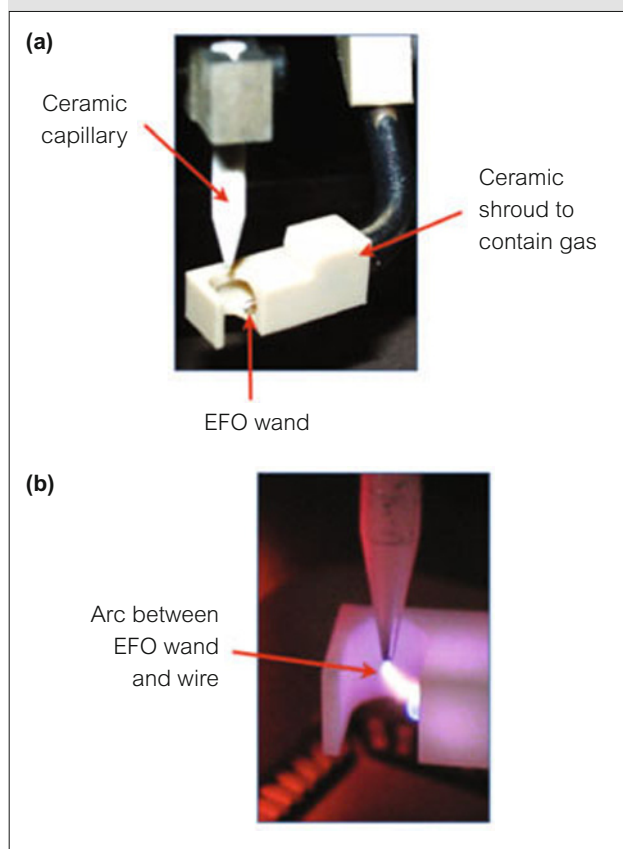 (a)
Ceramic
capillary
Ceramic
shroud to
contain gas
EFO wand
(b)
Arc between
EFO wand
and wire